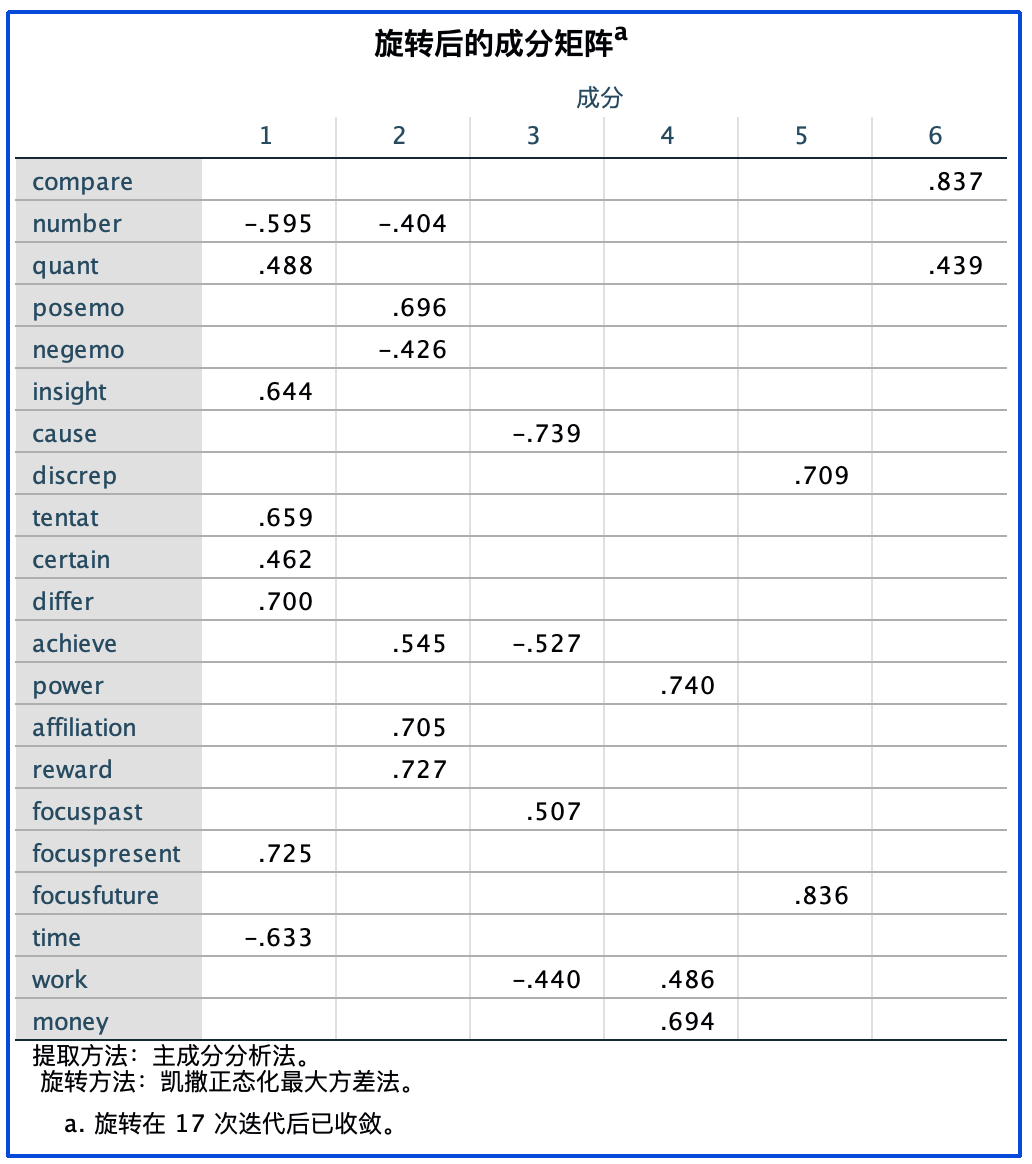 旋转后的成分矩阵a
成分
1 2 3 4 5 6
compare .837
number -.595 -.404
quant .488 .439
posemo .696
negemo -.426
insight .644
cause -.739
discrep .709
tentat .659
certain .462
differ .700
achieve .545 -.527
power .740
affiliation .705
reward .727
focuspast .507
focuspresent .725
focusfuture .836
time -.633
work -.440 .486
money .694
提取方法：主成分分析法。
旋转方法：凯撒正态化最大方差法。
a. 旋转在 17 次迭代后已收敛。